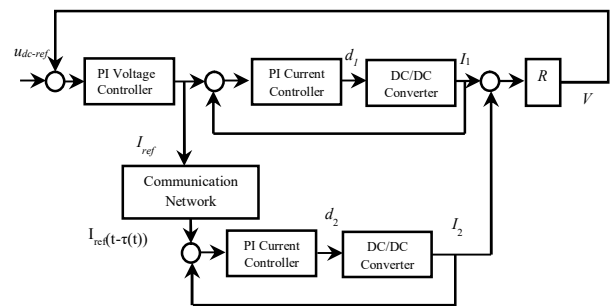 u_dc-ref
PI Voltage
Controller
PI Current
Controller
d_1
DC/DC
Converter
I_1
R
V
I_ref
Communication
Network
I_ref(t-τ(t))
PI Current
Controller
d_2
DC/DC
Converter
I_2